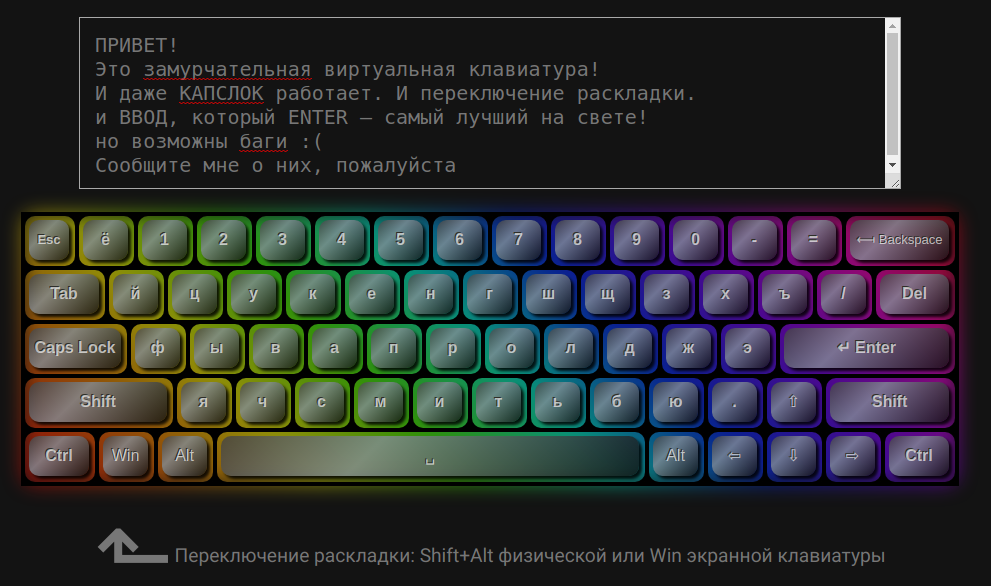 ПРИВЕТ!
Это замурчательная виртуальная клавиатура!
И даже КАПСЛОК работает. И переключение раскладки.
и ВВОД, который ENTER – самый лучший на свете!
но возможны баги :(
Сообщите мне о них, пожалуйста
Esc ё 1 2 3 4 5 6 7 8 9 0 - = ⟵ Backspace
Tab й ц у к е н г ш щ з х ъ / Del
Caps Lock ф ы в а п р о л д ж э ↵ Enter
Shift я ч с м и т ь б ю . ⇧ Shift
Ctrl Win Alt ␣ Alt ⇦ ⇩ ⇨ Ctrl
Переключение раскладки: Shift+Alt физической или Win экранной клавиатуры